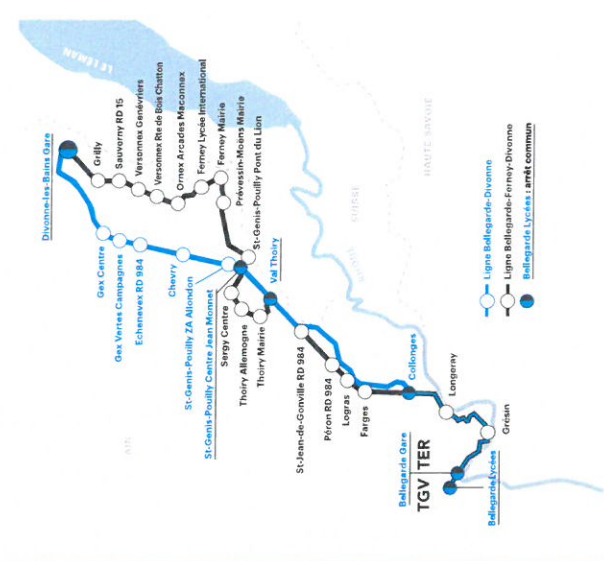 LE LÉMAN
Divonne-les-Bains Gare
Grilly
Sauverny RD 15
Versonnex Genévriers
Versonnex Rte de Bois Chatton
Ornex Arcades Maconnex
Ferney Lycée International
Ferney Mairie
Prévessin-Moëns Mairie
St-Genis-Pouilly Pont du Lion
Gex Centre
Gex Vertes Campagnes
Echenevex RD 984
Chevry
St-Genis-Pouilly ZA Allondon
St-Genis-Pouilly Centre Jean Monnet
Val Thoiry
Sergy Centre
Thoiry Allemogne
Thoiry Mairie
St-Jean-de-Gonville RD 984
Péron RD 984
Logras
Farges
Collonges
Longeray
Grésin
Bellegarde Gare
TGV TER
Bellegarde Lycées
AIN
SUISSE
HAUTE SAVOIE
Ligne Bellegarde-Divonne
Ligne Bellegarde-Ferney-Divonne
Bellegarde Lycées : arrêt commun